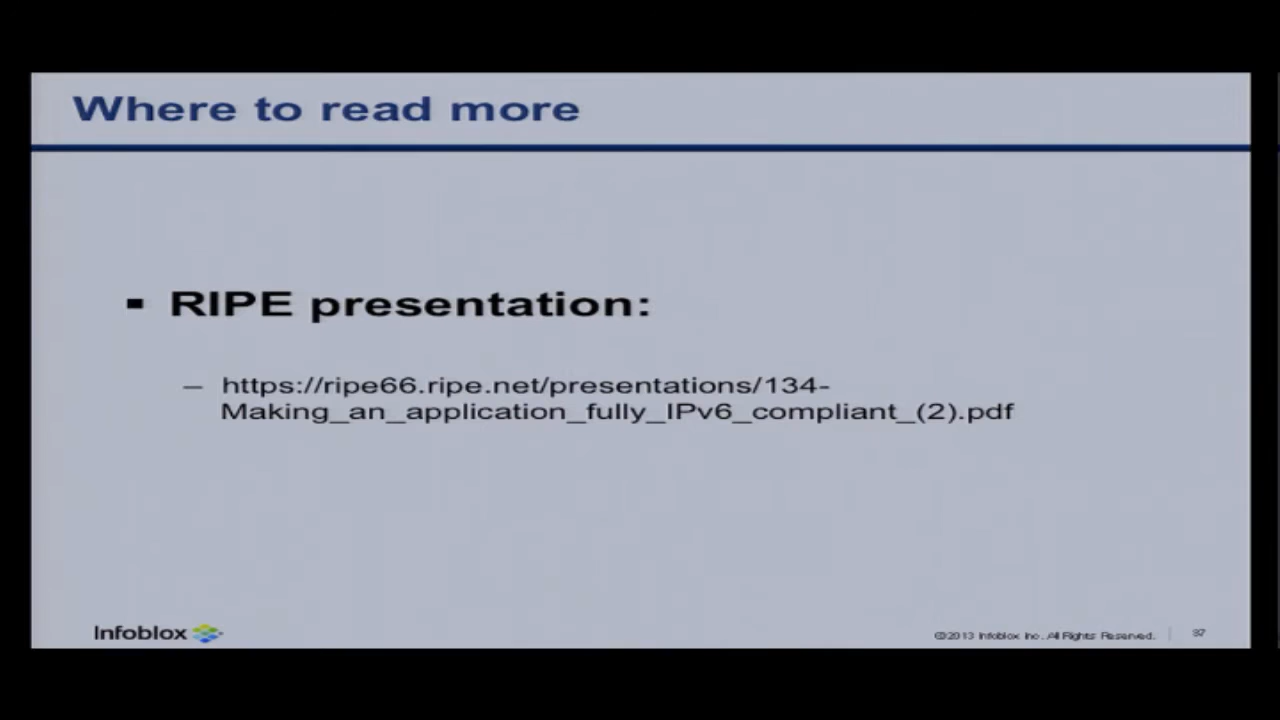 Where to read more
▪ RIPE presentation:
– https://ripe66.ripe.net/presentations/134-
Making_an_application_fully_IPv6_compliant_(2).pdf
Infoblox
©2013 Infoblox Inc. All Rights Reserved. | 37